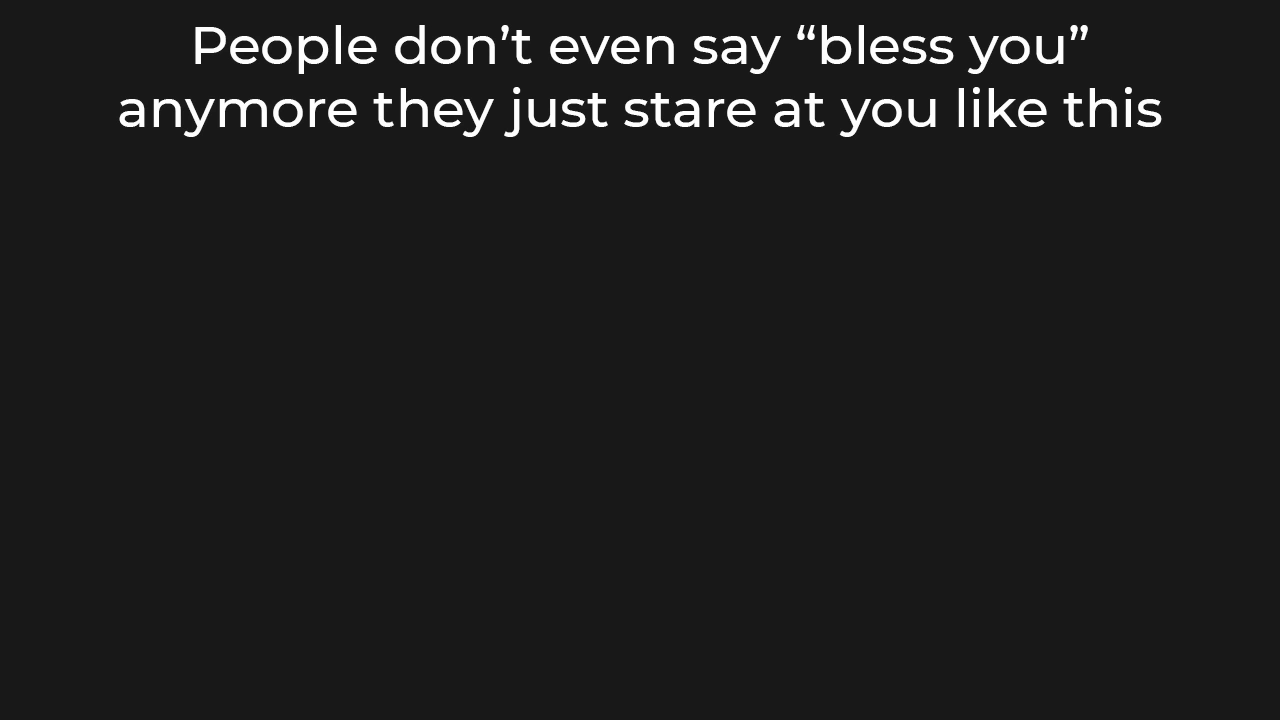 People don’t even say “bless you”
anymore they just stare at you like this